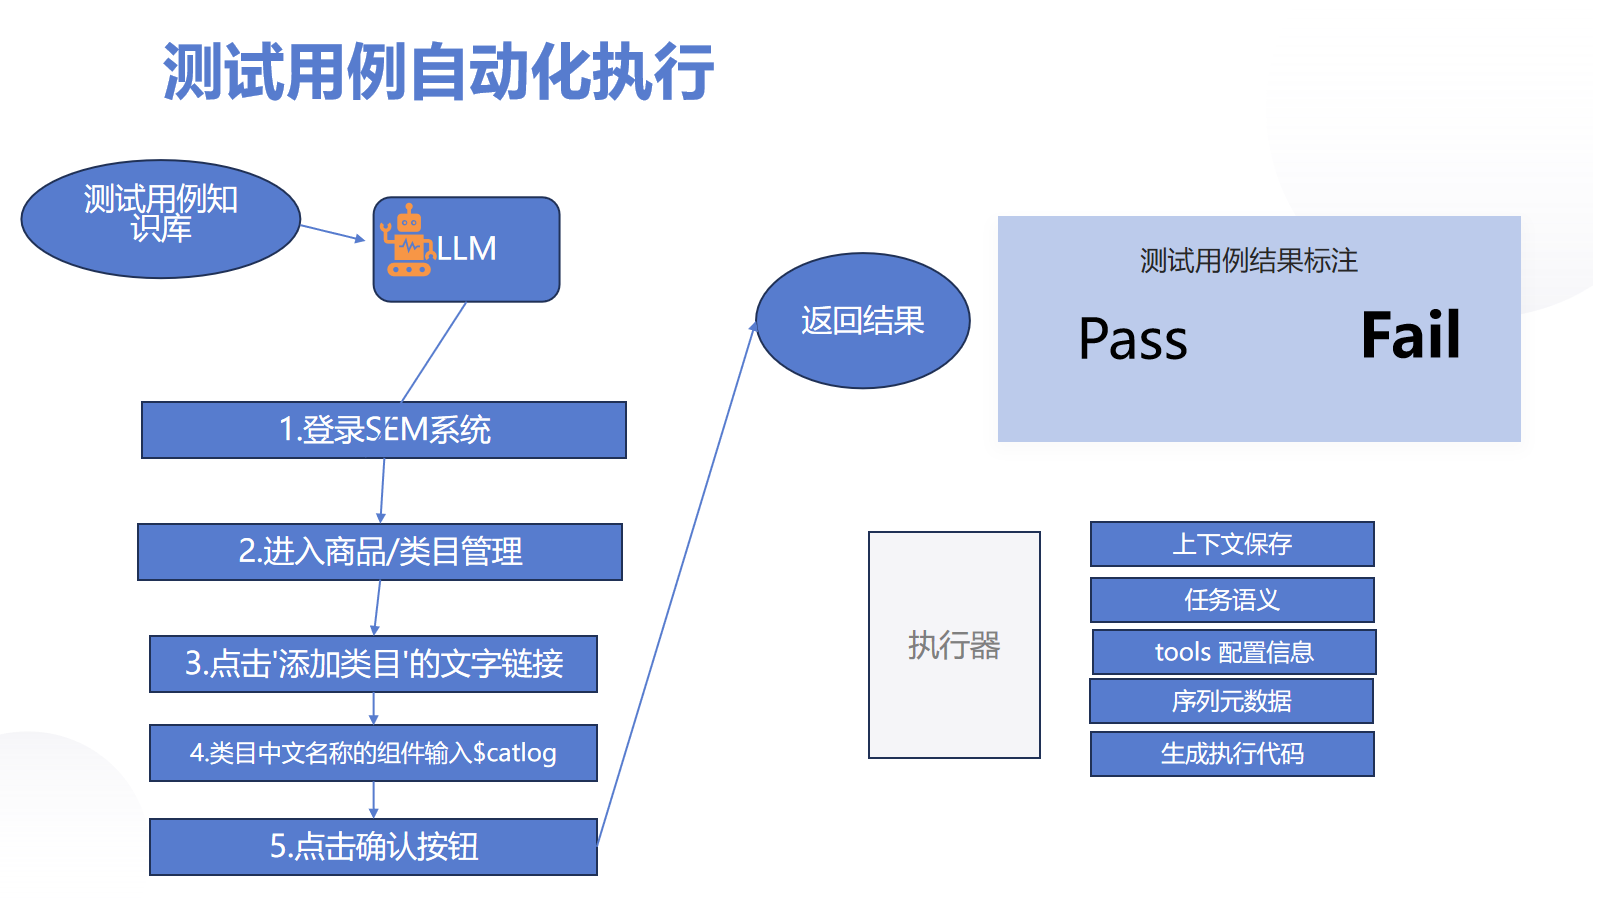 测试用例自动化执行
测试用例知
识库
LLM
1.登录SEM系统
2.进入商品/类目管理
3.点击'添加类目'的文字链接
4.类目中文名称的组件输入$catlog
5.点击确认按钮
返回结果
测试用例结果标注
Pass
Fail
执行器
上下文保存
任务语义
tools 配置信息
序列元数据
生成执行代码